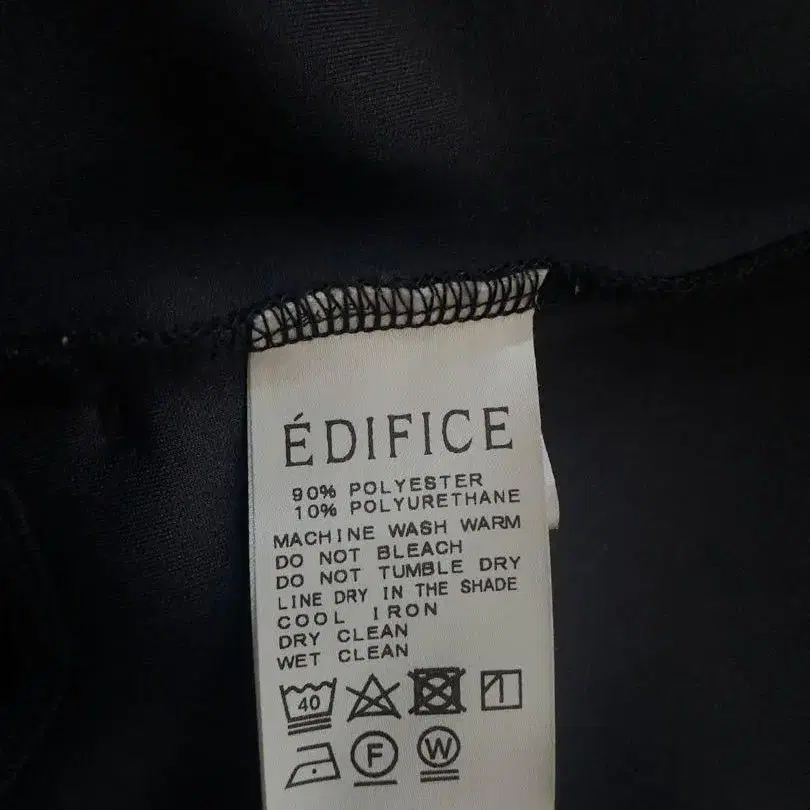 ÉDIFICE
90% POLYESTER
10% POLYURETHANE
MACHINE WASH WARM
DO NOT BLEACH
DO NOT TUMBLE DRY
LINE DRY IN THE SHADE
COOL IRON
DRY CLEAN
WET CLEAN
40
F W